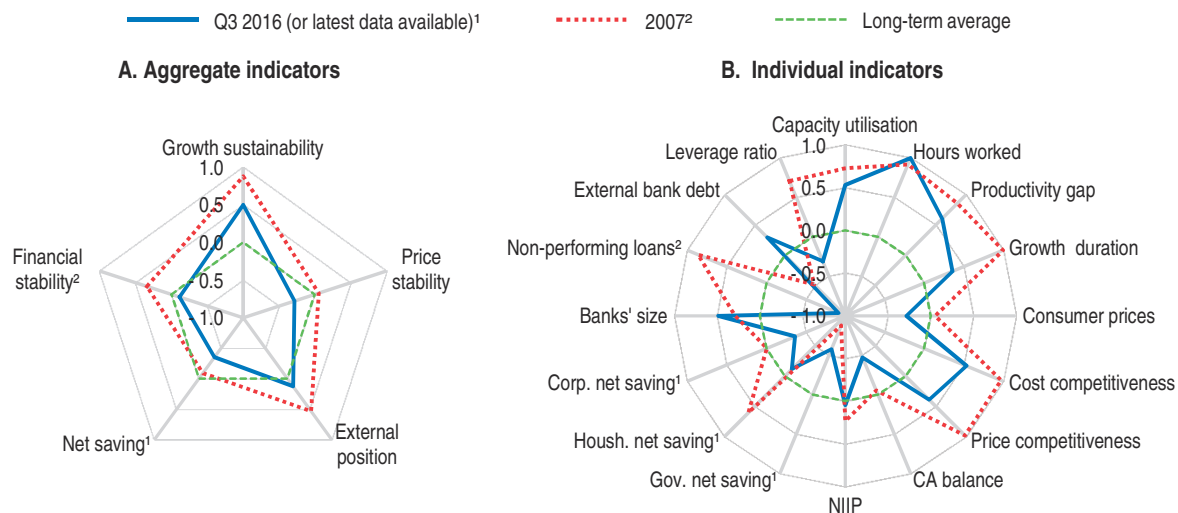 Q3 2016 (or latest data available)¹
2007²
Long-term average
A. Aggregate indicators
B. Individual indicators
Growth sustainability
1.0
0.5
0.0
- 0.5
- 1.0
Financial
stability²
Price
stability
Net saving¹
External
position
Capacity utilisation
1.0
0.5
0.0
-0.5
- 1.0
Leverage ratio
Hours worked
External bank debt
Productivity gap
Non-performing loans²
Growth duration
Banks' size
Consumer prices
Corp. net saving¹
Cost competitiveness
Housh. net saving¹
Price competitiveness
Gov. net saving¹
CA balance
NIIP